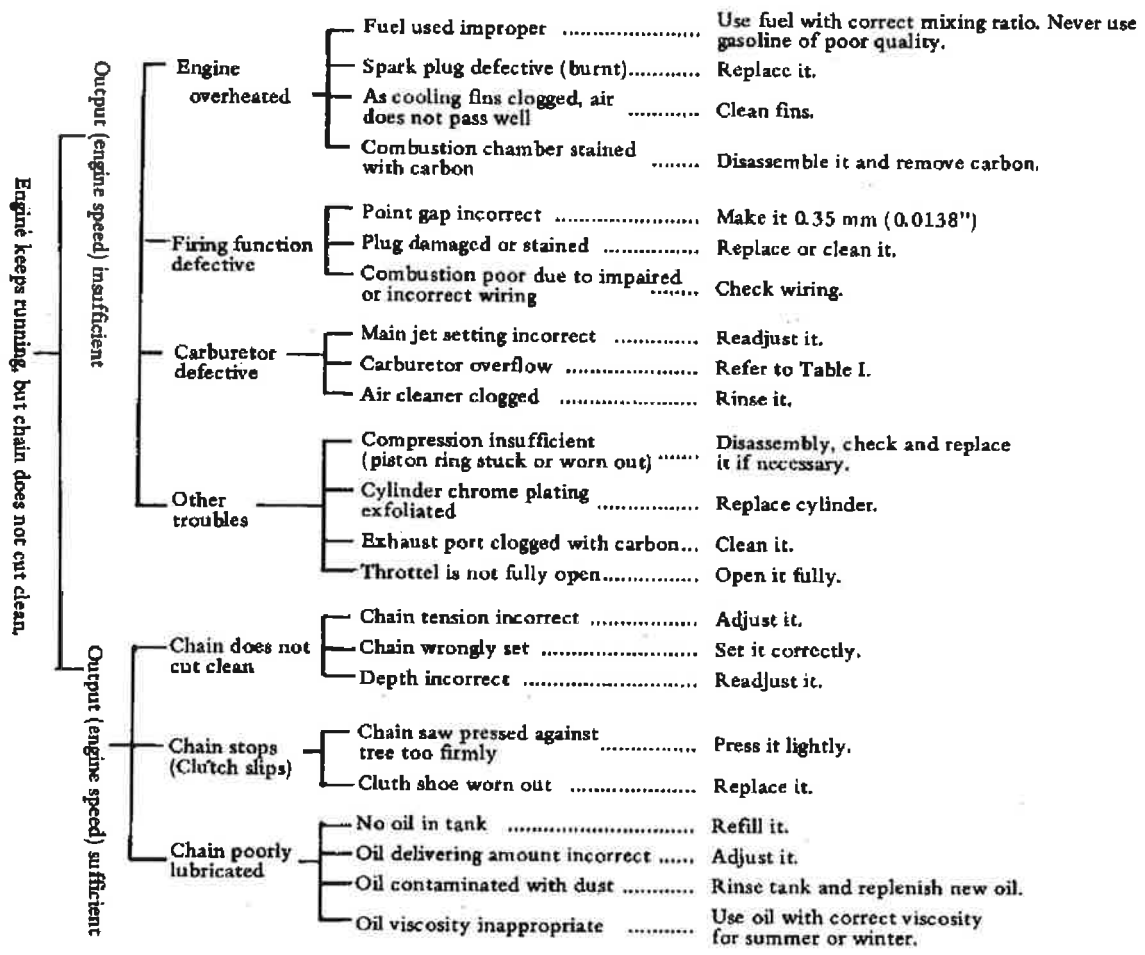 Engine keeps running, but chain does not cut clean.
Output (engine speed) insufficient
Engine
overheated
Fuel used improper ..................... Use fuel with correct mixing ratio. Never use
gasoline of poor quality.
Spark plug defective (burnt)............ Replace it.
As cooling fins clogged, air
does not pass well ............ Clean fins.
Combustion chamber stained
with carbon ........ Disassemble it and remove carbon.
Firing function
defective
Point gap incorrect ........................ Make it 0.35 mm (0.0138")
Plug damaged or stained ................ Replace or clean it.
Combustion poor due to impaired
or incorrect wiring ........ Check wiring.
Carburetor
defective
Main jet setting incorrect .............. Readjust it.
Carburetor overflow ...................... Refer to Table I.
Air cleaner clogged ....................... Rinse it.
Other
troubles
Compression insufficient
(piston ring stuck or worn out) ...... Disassembly, check and replace
it if necessary.
Cylinder chrome plating
exfoliated ................. Replace cylinder.
Exhaust port clogged with carbon... Clean it.
Throttel is not fully open................ Open it fully.
Output (engine speed) sufficient
Chain does not
cut clean
Chain tension incorrect .................. Adjust it.
Chain wrongly set .......................... Set it correctly.
Depth incorrect ............................. Readjust it.
Chain stops
(Clutch slips)
Chain saw pressed against
tree too firmly ................ Press it lightly.
Cluth shoe worn out ..................... Replace it.
Chain poorly
lubricated
No oil in tank ............................... Refill it.
Oil delivering amount incorrect ...... Adjust it.
Oil contaminated with dust ............ Rinse tank and replenish new oil.
Oil viscosity inappropriate ........... Use oil with correct viscosity
for summer or winter.